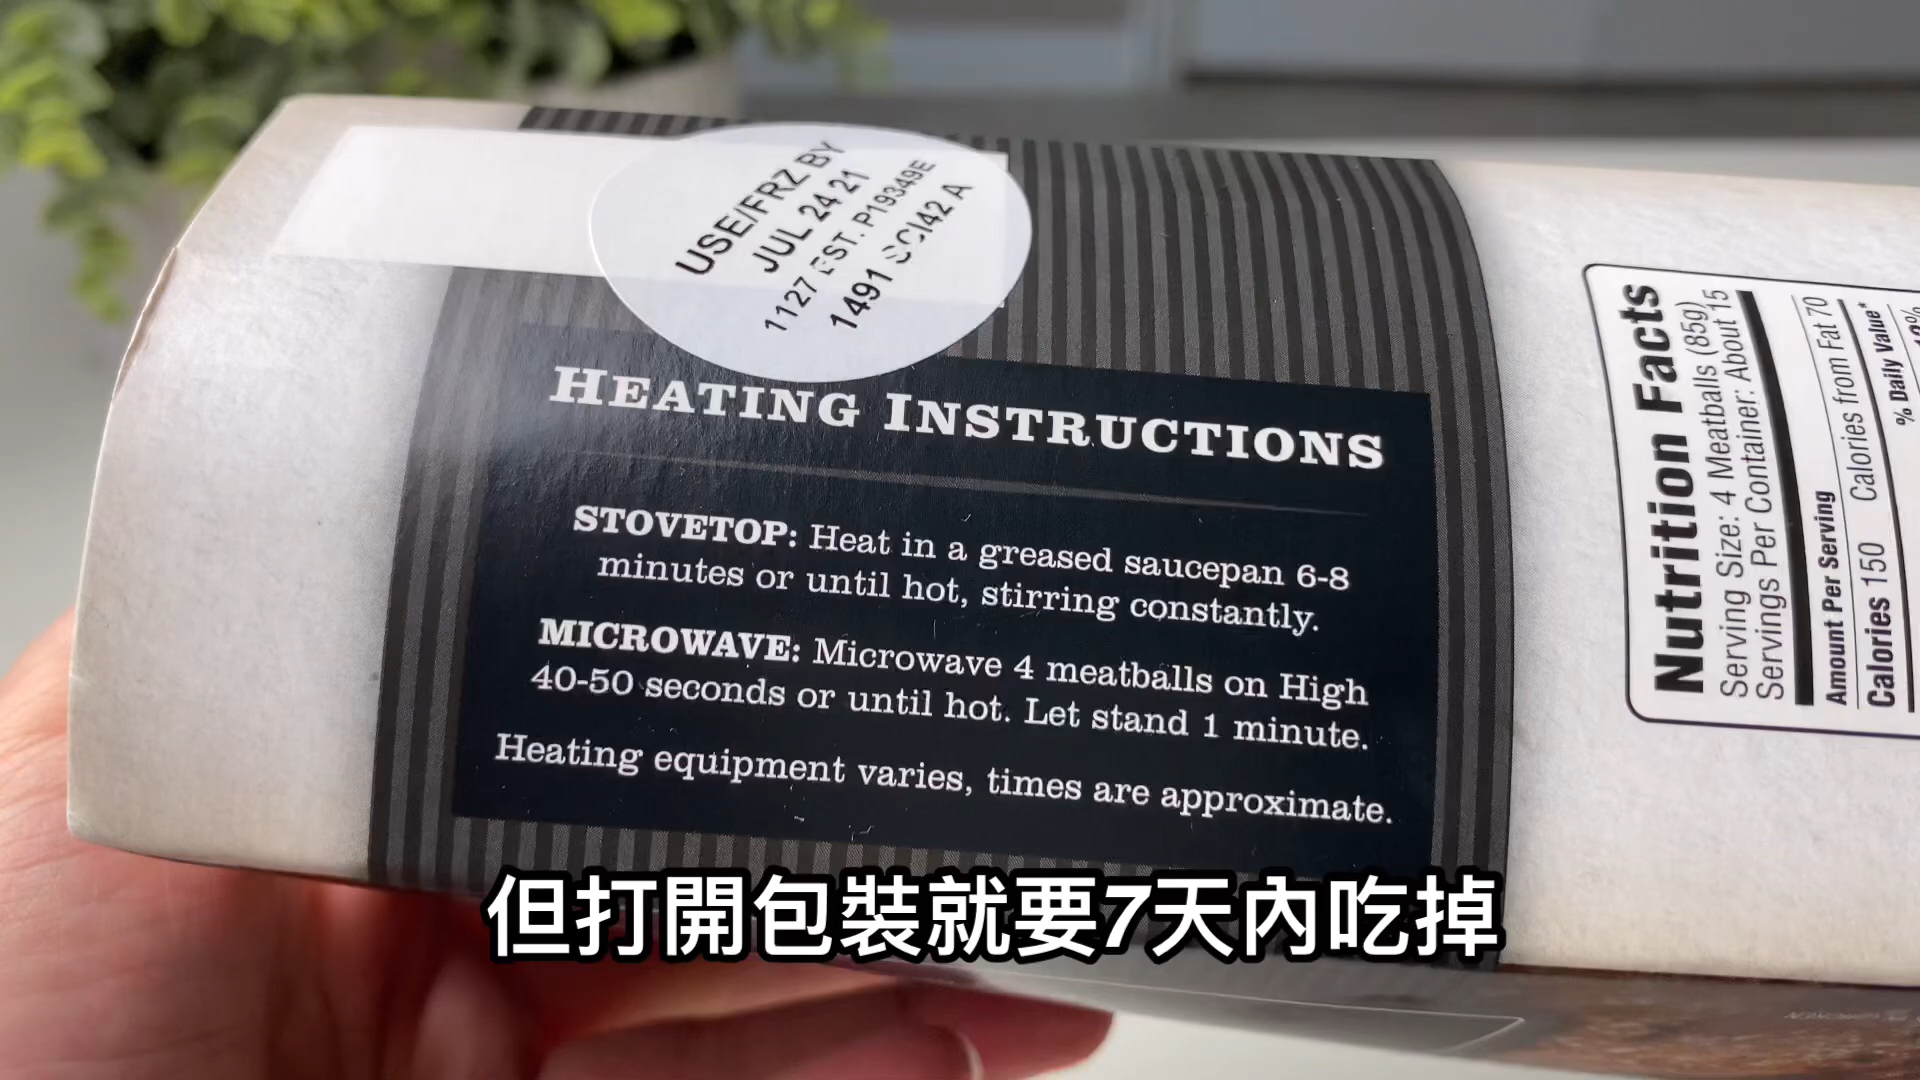 USE/FRZ BY
JUL 24 21
1127 EST. P19349E
1491 SCI42 A
HEATING INSTRUCTIONS
STOVETOP: Heat in a greased saucepan 6-8
minutes or until hot, stirring constantly.
MICROWAVE: Microwave 4 meatballs on High
40-50 seconds or until hot. Let stand 1 minute.
Heating equipment varies, times are approximate.
Nutrition Facts
Serving Size: 4 Meatballs (85g)
Servings Per Container: About 15
Amount Per Serving
Calories 150 Calories from Fat 70
% Daily Value*
但打開包裝就要7天內吃掉